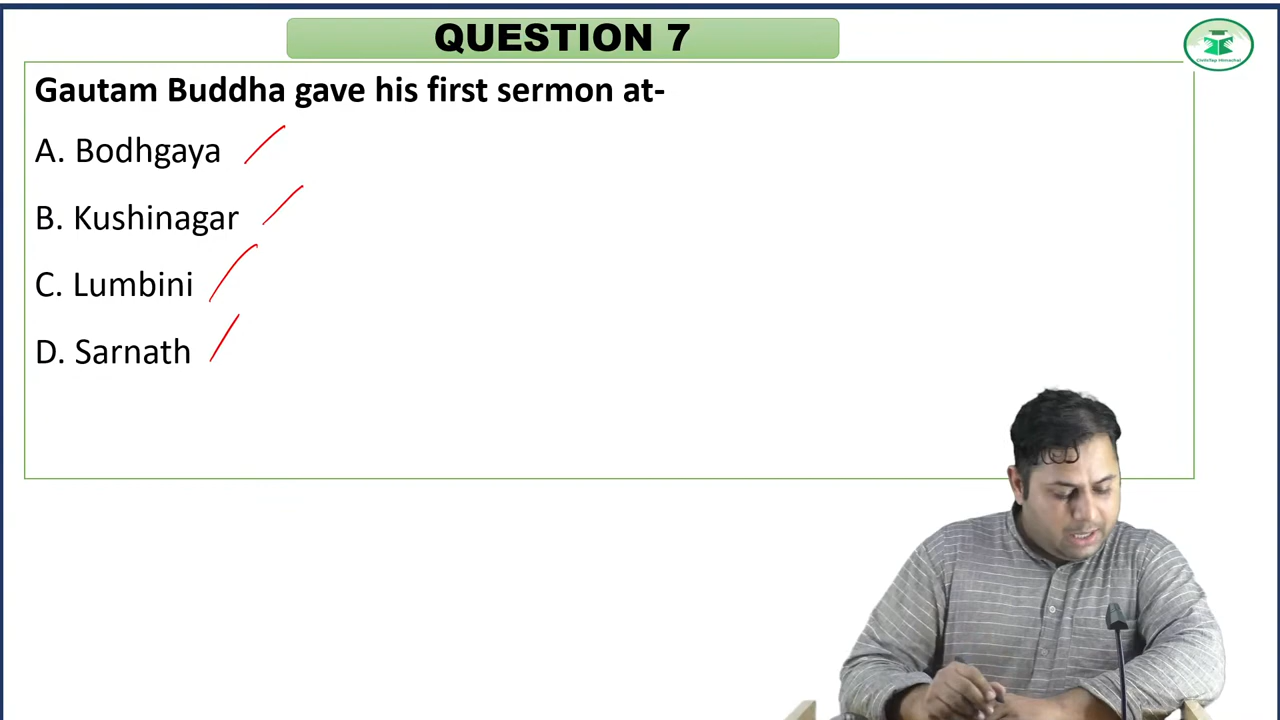 QUESTION 7
Gautam Buddha gave his first sermon at-
A. Bodhgaya
B. Kushinagar
C. Lumbini
D. Sarnath